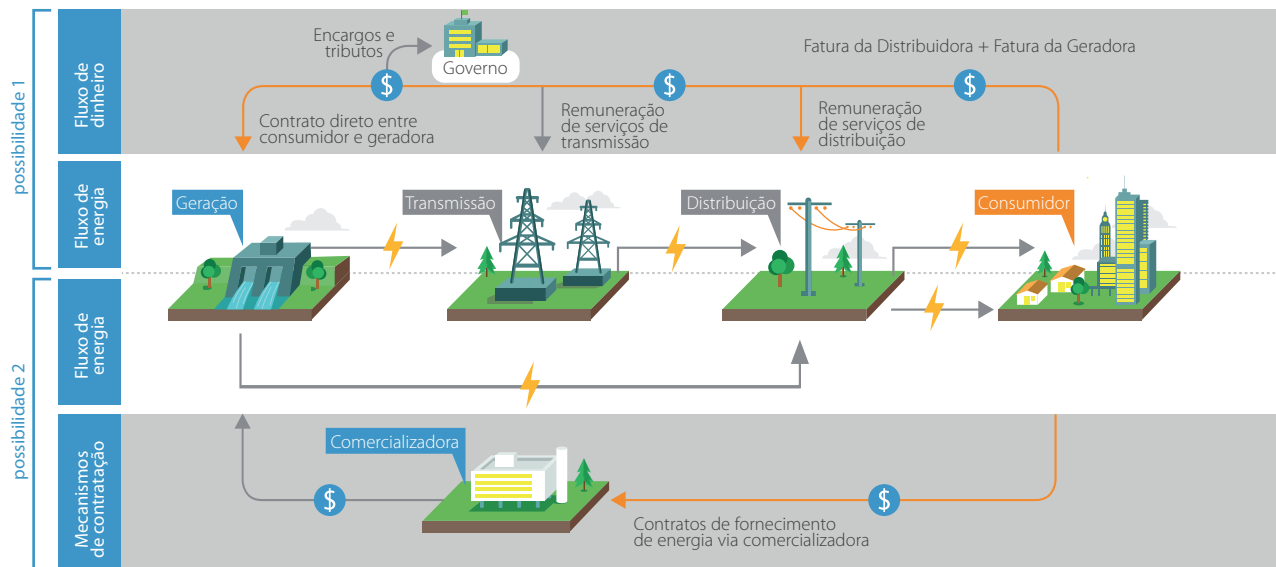 possibilidade 1
Fluxo de
dinheiro
Encargos e
tributos
Governo
Fatura da Distribuidora + Fatura da Geradora
$
$
$
Contrato direto entre
consumidor e geradora
Remuneração
de serviços de
transmissão
Remuneração
de serviços de
distribuição
Fluxo de
energia
Geração
Transmissão
Distribuição
Consumidor
possibilidade 2
Fluxo de
energia
Mecanismos
de contratação
Comercializadora
$
$
Contratos de fornecimento
de energia via comercializadora